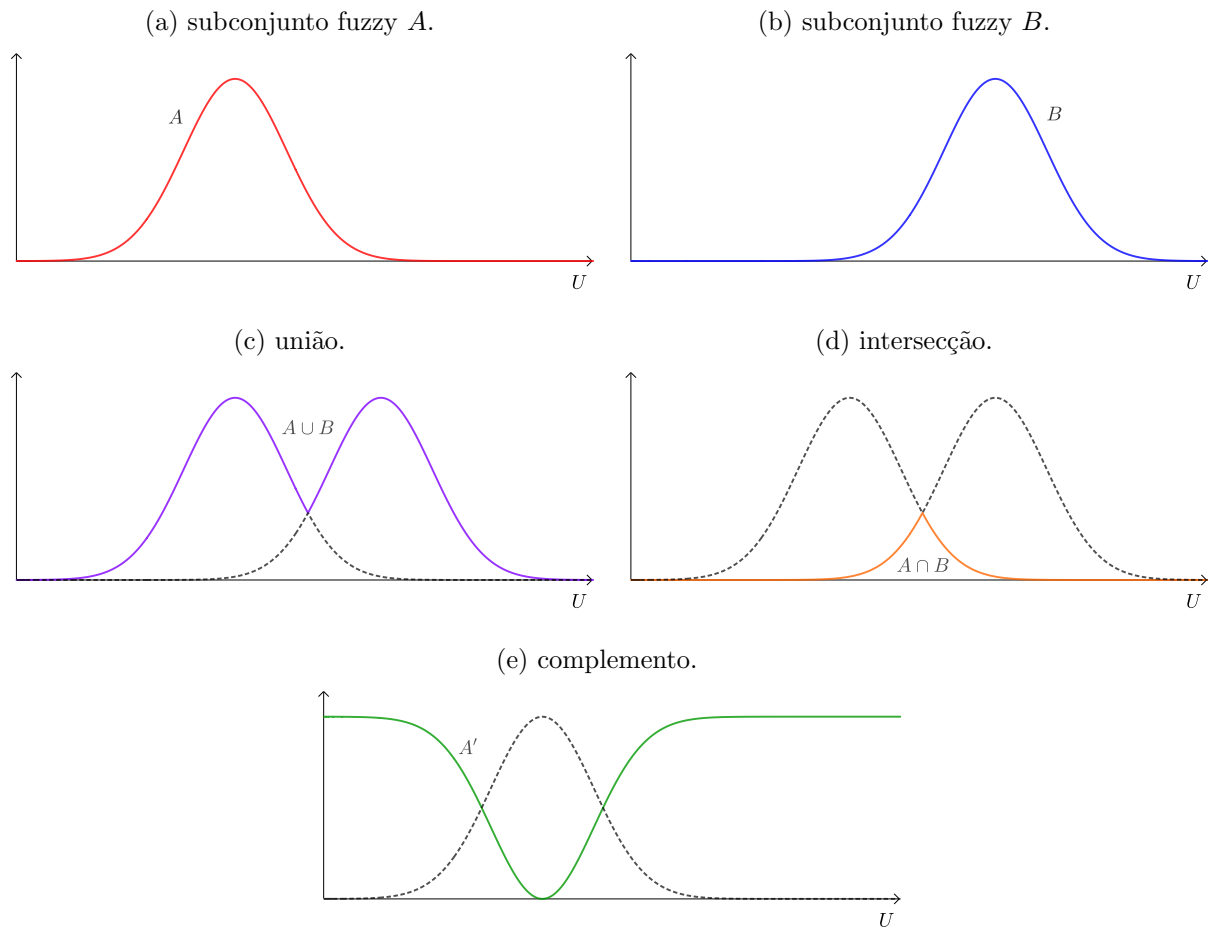 (a) subconjunto fuzzy A.
(b) subconjunto fuzzy B.
A
B
U
U
(c) união.
(d) intersecção.
A ∪ B
A ∩ B
U
U
(e) complemento.
A′
U